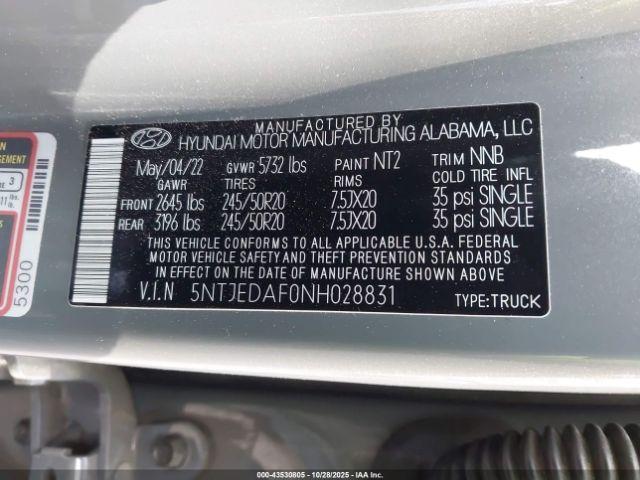 MANUFACTURED BY
HYUNDAI MOTOR MANUFACTURING ALABAMA, LLC
May/04/22 GVWR 5732 lbs PAINT NT2 TRIM NNB
GAWR TIRES RIMS COLD TIRE INFL
FRONT 2645 lbs 245/50R20 7.5JX20 35 psi SINGLE
REAR 3196 lbs 245/50R20 7.5JX20 35 psi SINGLE
THIS VEHICLE CONFORMS TO ALL APPLICABLE U.S.A. FEDERAL
MOTOR VEHICLE SAFETY AND THEFT PREVENTION STANDARDS
IN EFFECT ON THE DATE OF MANUFACTURE SHOWN ABOVE
V.I.N 5NTJEDAF0NH028831 TYPE:TRUCK
3
5300
000-43530805 - 10/28/2025 - IAA Inc.